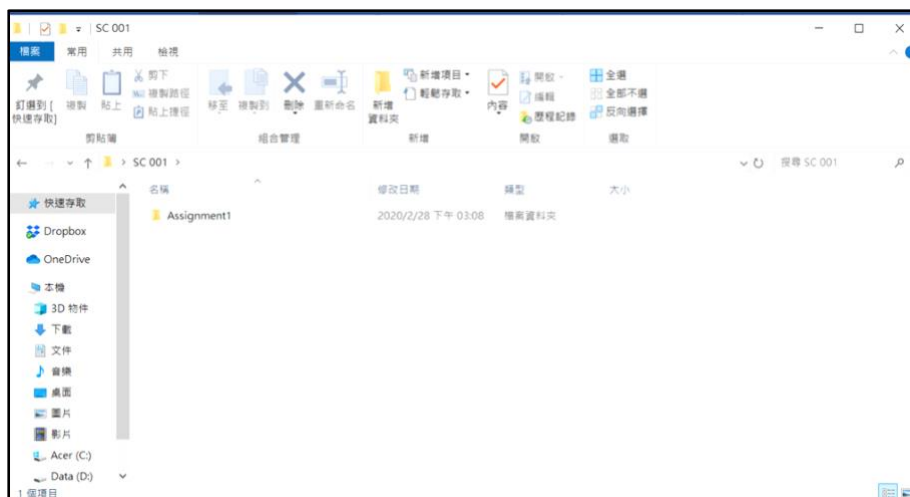 SC 001
檔案 常用 共用 檢視
釘選到 [快速存取]
複製
貼上
剪下
複製路徑
貼上捷徑
剪貼簿
移至
複製到
刪除
重新命名
組合管理
新增資料夾
新增項目
輕鬆存取
新增
內容
開啟
編輯
歷程記錄
開啟
全選
全部不選
反向選擇
選取
SC 001
搜尋 SC 001
名稱 修改日期 類型 大小
Assignment1 2020/2/28 下午 03:08 檔案資料夾
快速存取
Dropbox
OneDrive
本機
3D 物件
下載
文件
音樂
桌面
圖片
影片
Acer (C:)
Data (D:)
1 個項目